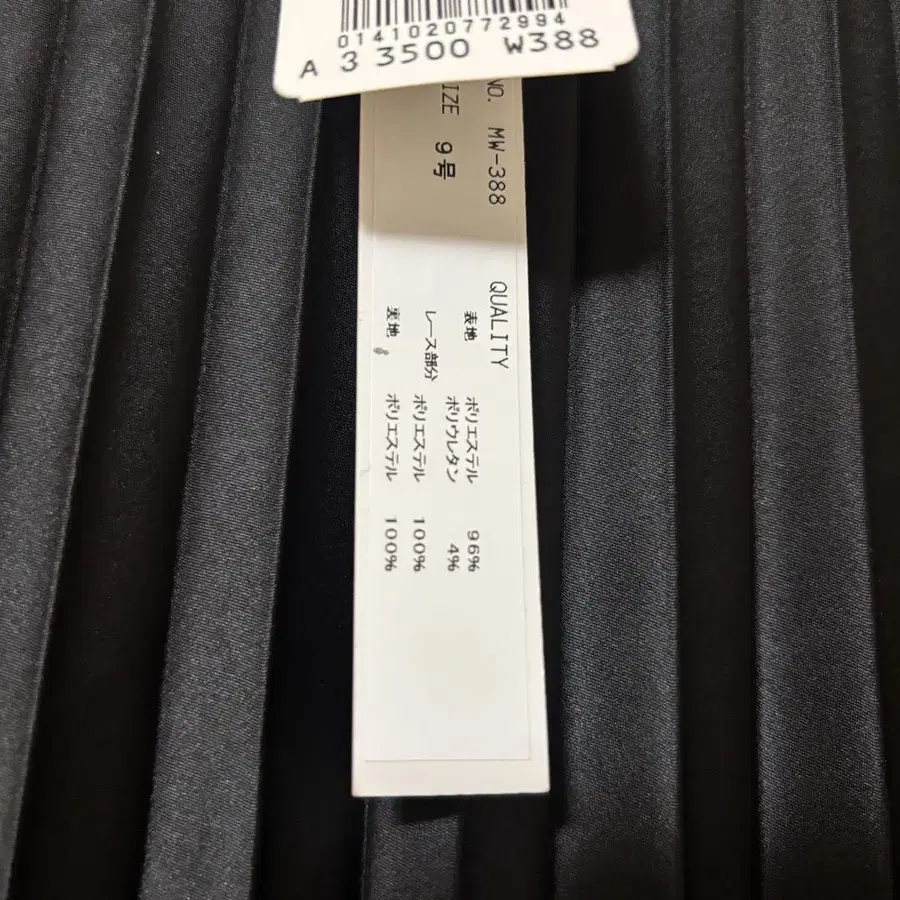 0141020772994
A 3 3500 W388
NO. MW-388
SIZE 9号
QUALITY
表地 ポリエステル 96%
ポリウレタン 4%
レース部分 ポリエステル 100%
裏地 ポリエステル 100%